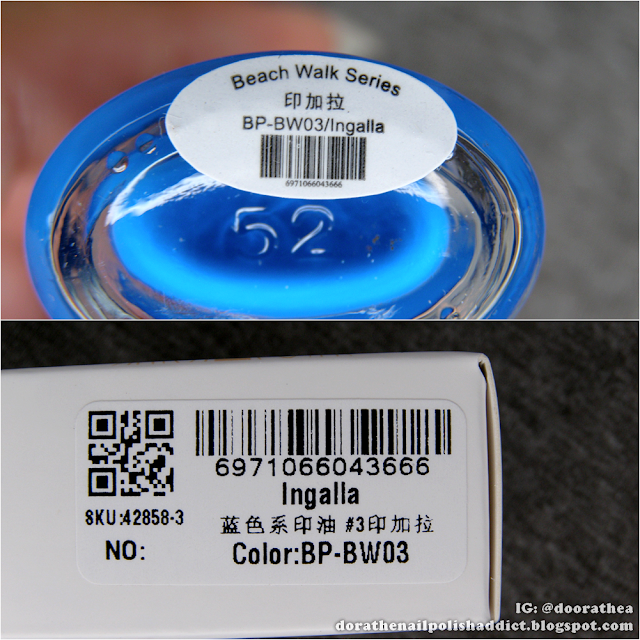 Beach Walk Series
印加拉
BP-BW03/Ingalla
6971066043666
52
6971066043666
Ingalla
SKU:42858-3
蓝色系印油 #3印加拉
NO:
Color:BP-BW03
IG: @doorathea
dorathenailpolishaddict.blogspot.com